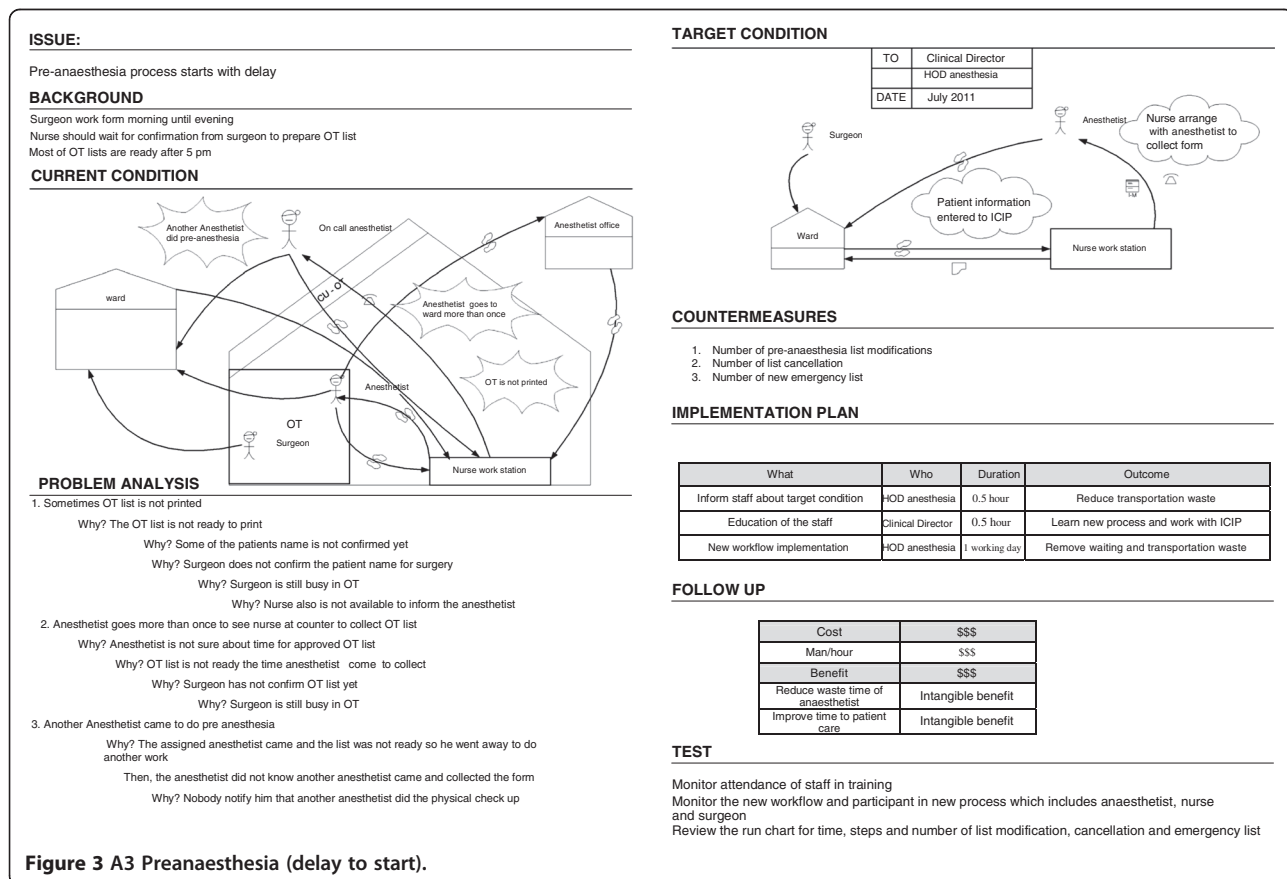 ISSUE:
Pre-anaesthesia process starts with delay
BACKGROUND
Surgeon work form morning until evening
Nurse should wait for confirmation from surgeon to prepare OT list
Most of OT lists are ready after 5 pm
CURRENT CONDITION
Another Anesthetist
did pre-anesthesia
On call anesthetist
Anesthetist office
ward
CU - OT
Anesthetist goes to
ward more than once
OT is not printed
Anesthetist
OT
Surgeon
Nurse work station
PROBLEM ANALYSIS
1. Sometimes OT list is not printed
Why? The OT list is not ready to print
Why? Some of the patients name is not confirmed yet
Why? Surgeon does not confirm the patient name for surgery
Why? Surgeon is still busy in OT
Why? Nurse also is not available to inform the anesthetist
2. Anesthetist goes more than once to see nurse at counter to collect OT list
Why? Anesthetist is not sure about time for approved OT list
Why? OT list is not ready the time anesthetist come to collect
Why? Surgeon has not confirm OT list yet
Why? Surgeon is still busy in OT
3. Another Anesthetist came to do pre anesthesia
Why? The assigned anesthetist came and the list was not ready so he went away to do
another work
Then, the anesthetist did not know another anesthetist came and collected the form
Why? Nobody notify him that another anesthetist did the physical check up
TARGET CONDITION
TO Clinical Director
HOD anesthesia
DATE July 2011
Surgeon
Anesthetist
Nurse arrange
with anesthetist to
collect form
Patient information
entered to ICIP
Ward
Nurse work station
COUNTERMEASURES
1. Number of pre-anaesthesia list modifications
2. Number of list cancellation
3. Number of new emergency list
IMPLEMENTATION PLAN
What Who Duration Outcome
Inform staff about target condition HOD anesthesia 0.5 hour Reduce transportation waste
Education of the staff Clinical Director 0.5 hour Learn new process and work with ICIP
New workflow implementation HOD anesthesia 1 working day Remove waiting and transportation waste
FOLLOW UP
Cost $$$
Man/hour $$$
Benefit $$$
Reduce waste time of
anaesthetist Intangible benefit
Improve time to patient
care Intangible benefit
TEST
Monitor attendance of staff in training
Monitor the new workflow and participant in new process which includes anaesthetist, nurse
and surgeon
Review the run chart for time, steps and number of list modification, cancellation and emergency list
Figure 3 A3 Preanaesthesia (delay to start).